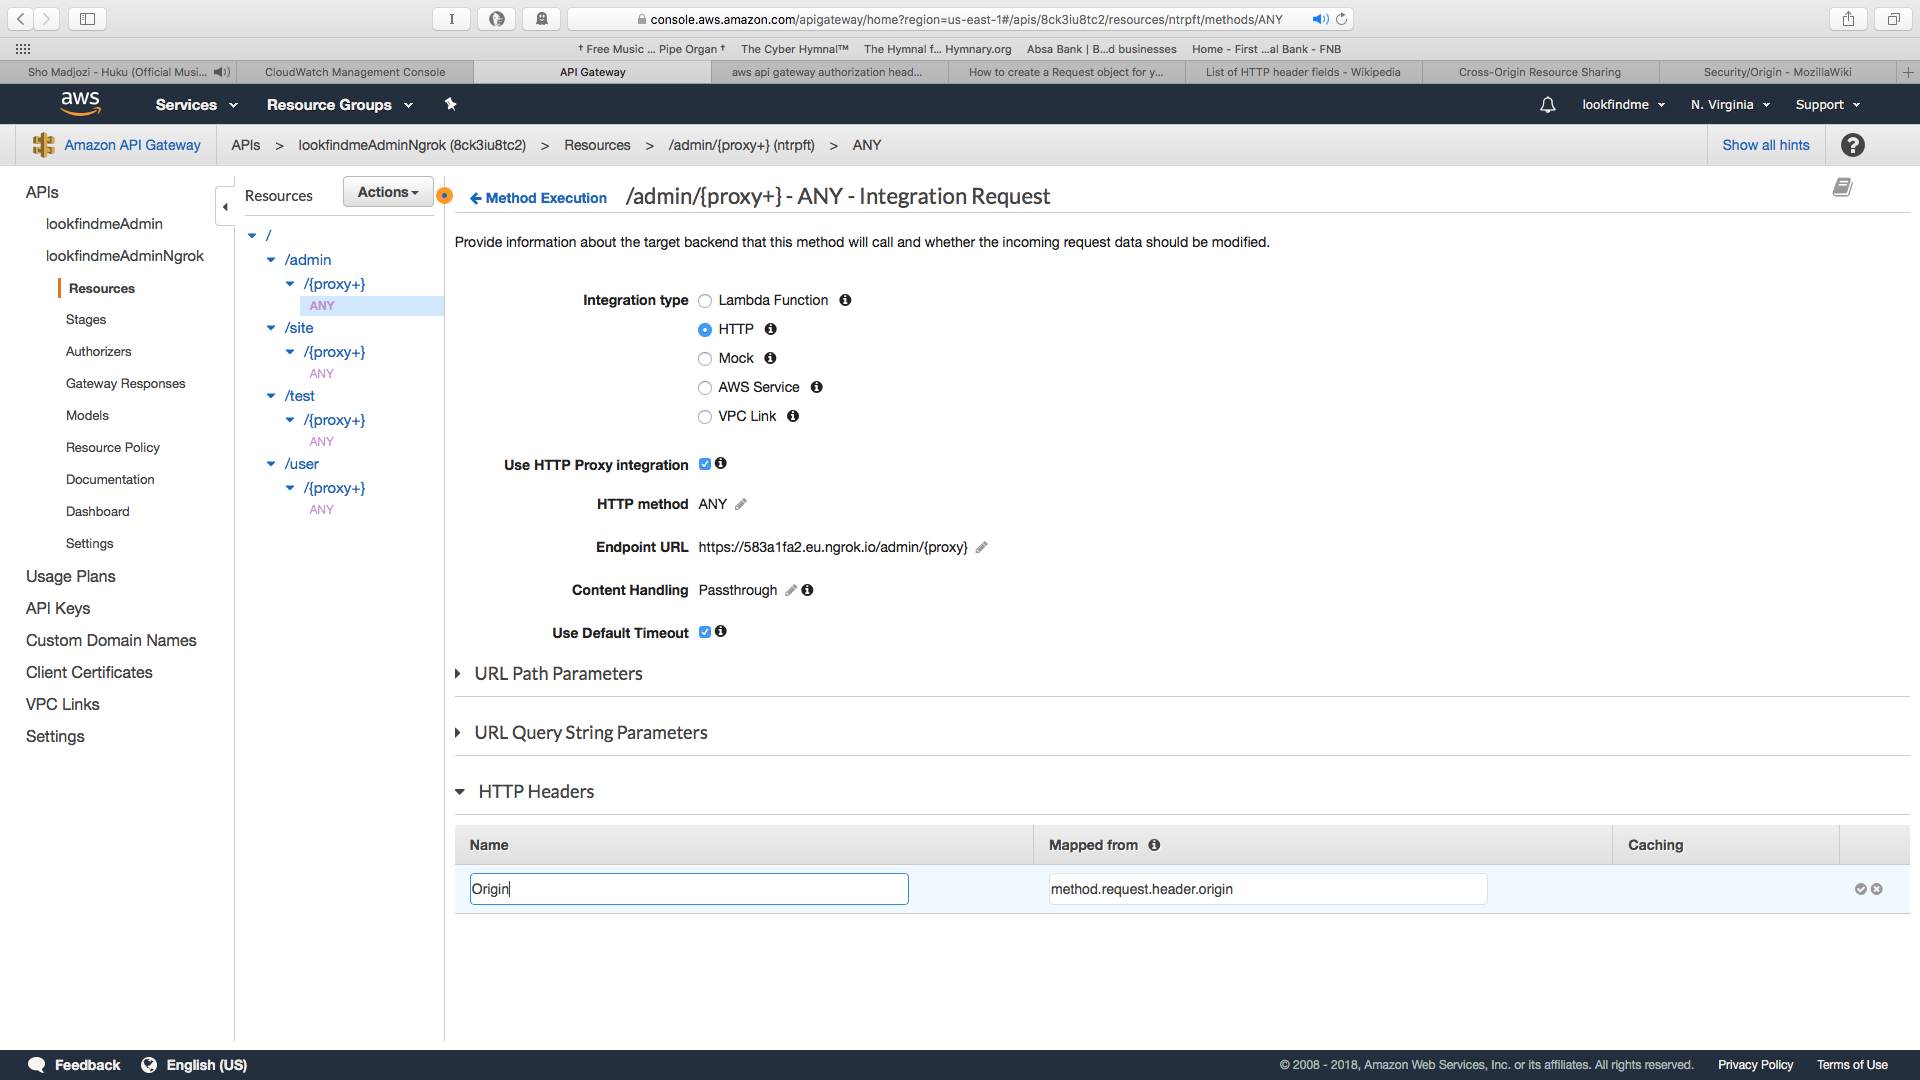 console.aws.amazon.com/apigateway/home?region=us-east-1#/apis/8ck3iu8tc2/resources/ntrpft/methods/ANY
† Free Music ... Pipe Organ † The Cyber Hymnal™ The Hymnal f... Hymnary.org Absa Bank | B...d businesses Home - First ...al Bank - FNB
Sho Madjozi - Huku (Official Musi... CloudWatch Management Console API Gateway aws api gateway authorization head... How to create a Request object for y... List of HTTP header fields - Wikipedia Cross-Origin Resource Sharing Security/Origin - MozillaWiki
aws Services Resource Groups lookfindme N. Virginia Support
Amazon API Gateway APIs > lookfindmeAdminNgrok (8ck3iu8tc2) > Resources > /admin/{proxy+} (ntrpft) > ANY Show all hints ?
APIs
lookfindmeAdmin
lookfindmeAdminNgrok
Resources
Stages
Authorizers
Gateway Responses
Models
Resource Policy
Documentation
Dashboard
Settings
Usage Plans
API Keys
Custom Domain Names
Client Certificates
VPC Links
Settings
Resources Actions
/
/admin
/{proxy+}
ANY
/site
/{proxy+}
ANY
/test
/{proxy+}
ANY
/user
/{proxy+}
ANY
Method Execution /admin/{proxy+} - ANY - Integration Request
Provide information about the target backend that this method will call and whether the incoming request data should be modified.
Integration type Lambda Function
HTTP
Mock
AWS Service
VPC Link
Use HTTP Proxy integration
HTTP method ANY
Endpoint URL https://583a1fa2.eu.ngrok.io/admin/{proxy}
Content Handling Passthrough
Use Default Timeout
URL Path Parameters
URL Query String Parameters
HTTP Headers
Name Mapped from Caching
Origin method.request.header.origin
Feedback English (US) © 2008 - 2018, Amazon Web Services, Inc. or its affiliates. All rights reserved. Privacy Policy Terms of Use